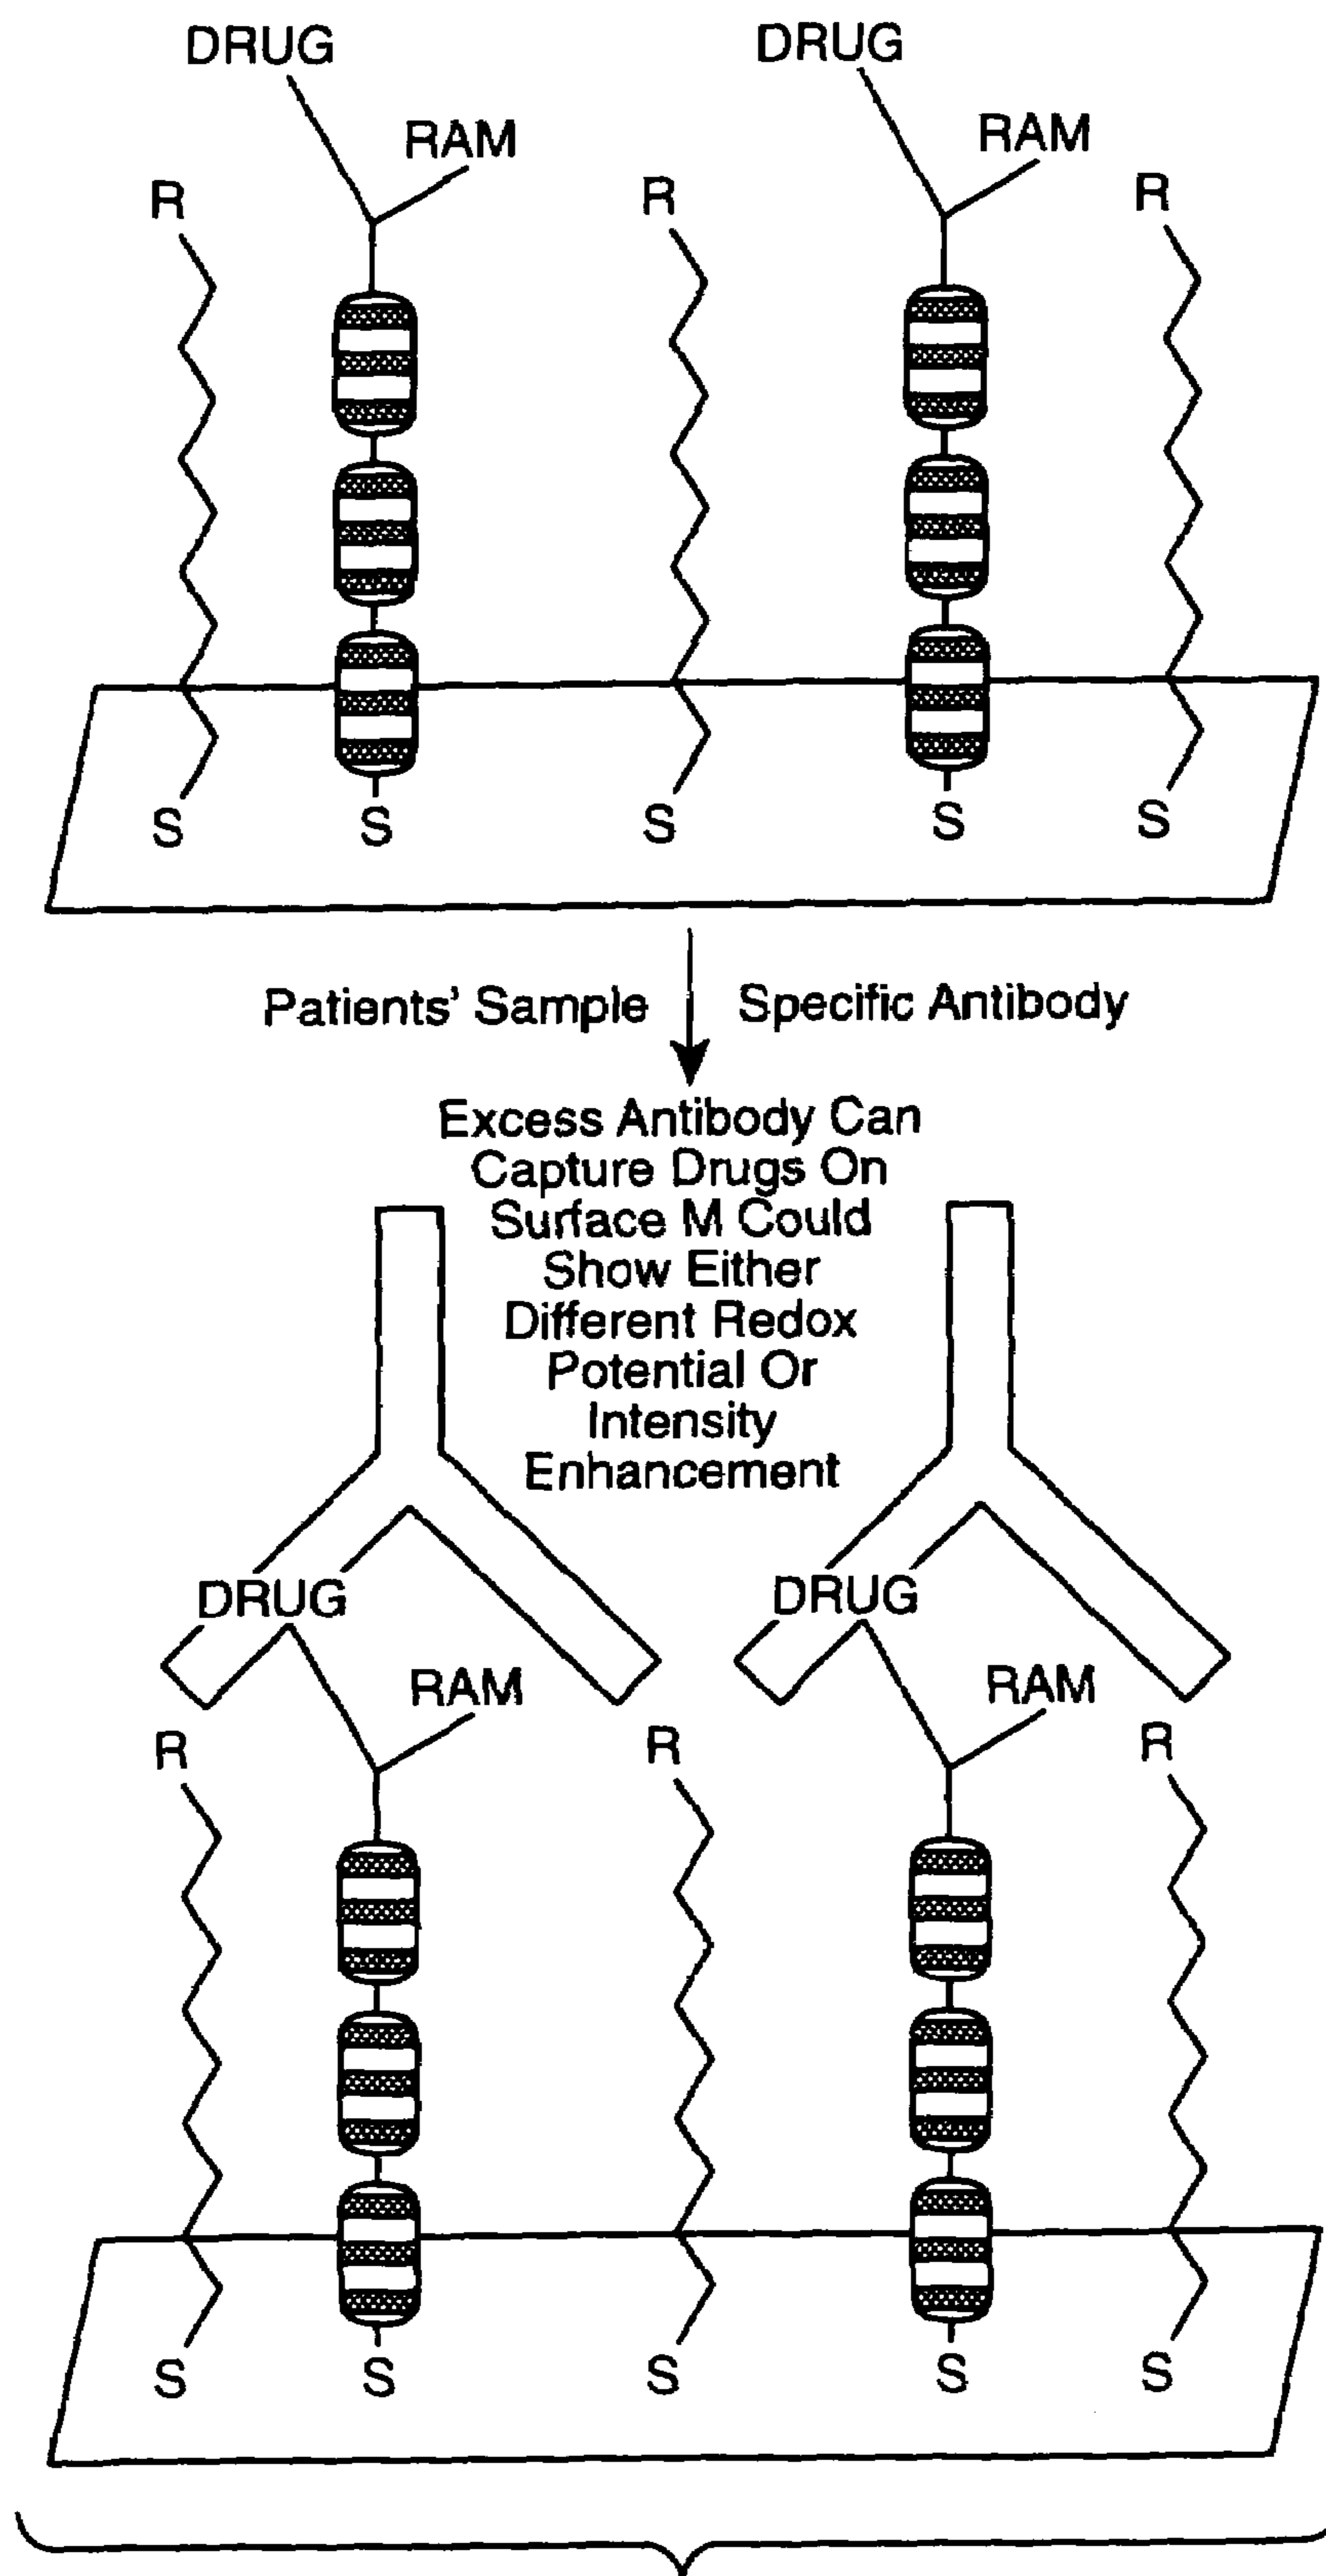 DRUG DRUG
RAM RAM
R R R
S S S S S
Patients' Sample Specific Antibody
Excess Antibody Can
Capture Drugs On
Surface M Could
Show Either
Different Redox
Potential Or
Intensity
Enhancement
DRUG DRUG
RAM RAM
R R R
S S S S S